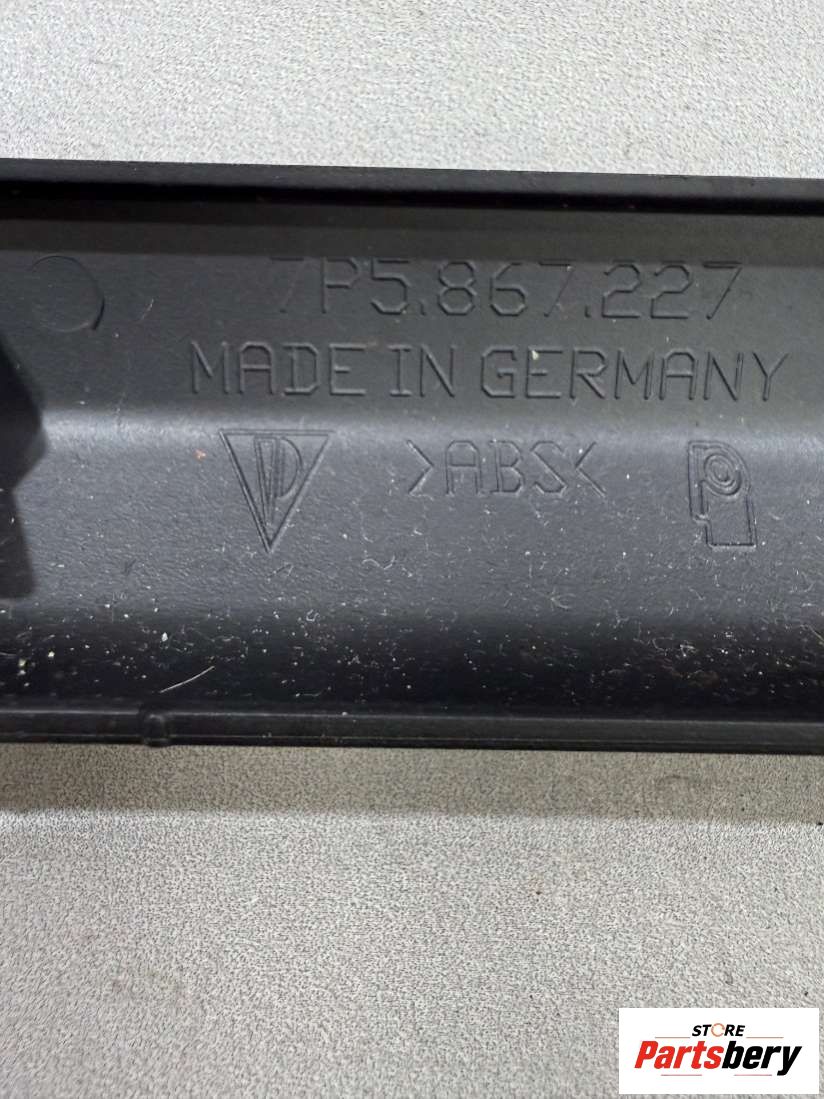 7P5.867.227
MADE IN GERMANY
>ABS<
STORE
Partsbery